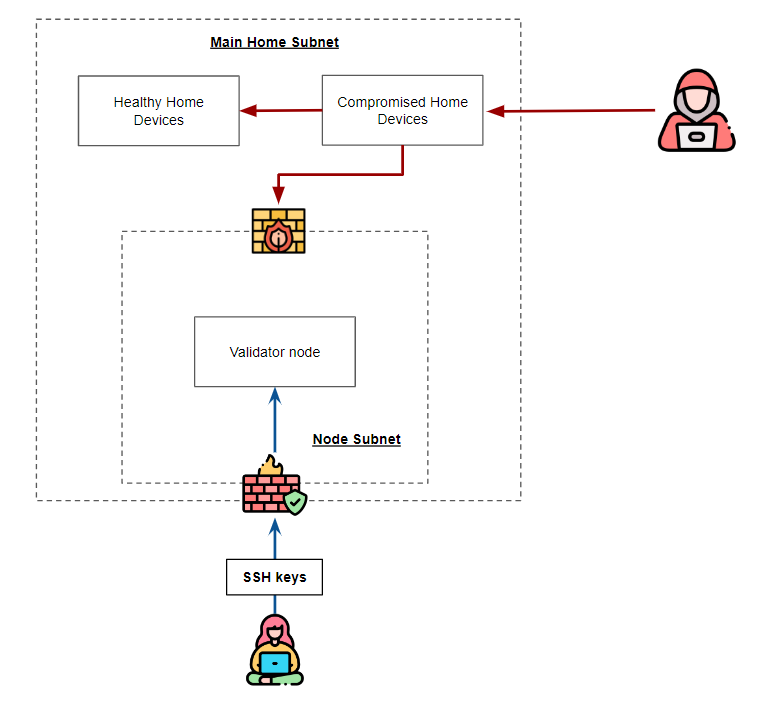 Main Home Subnet
Healthy Home
Devices
Compromised Home
Devices
Validator node
Node Subnet
SSH keys